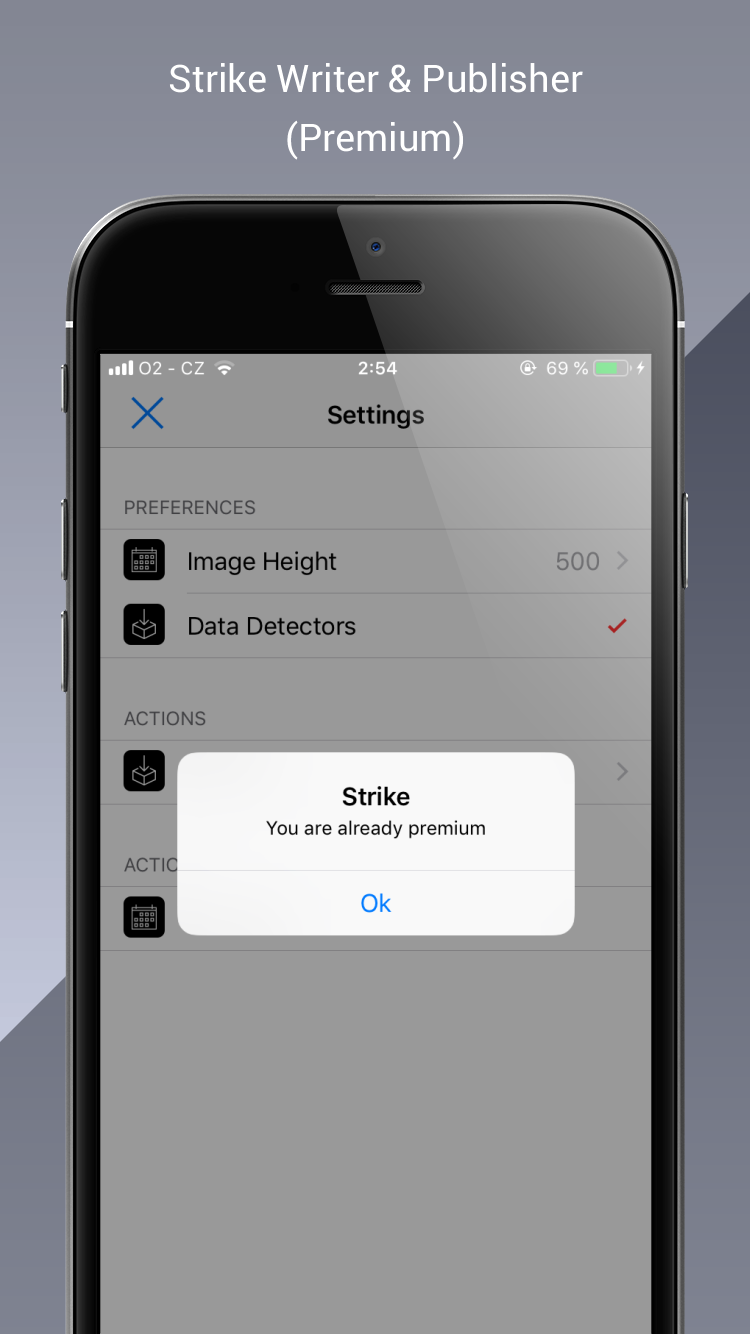 Strike Writer & Publisher
(Premium)
O2 - CZ 2:54 69 %
Settings
PREFERENCES
Image Height 500
Data Detectors
ACTIONS
Strike
You are already premium
ACTIO
Ok